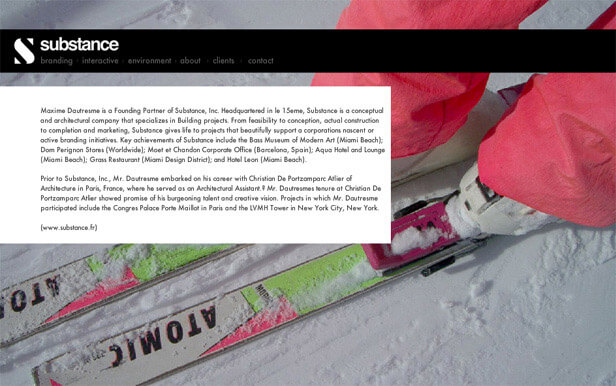 substance
branding · interactive · environment · about · clients · contact
Maxime Dautresme is a Founding Partner of Substance, Inc. Headquartered in le 15eme, Substance is a conceptual
and architectural company that specializes in Building projects. From feasibility to conception, actual construction
to completion and marketing, Substance gives life to projects that beautifully support a corporations nascent or
active branding initiatives. Key achievements of Substance include the Bass Museum of Modern Art (Miami Beach);
Dom Perignon Stores (Worldwide); Moet et Chandon Corporate Office (Barcelona, Spain); Aqua Hotel and Lounge
(Miami Beach); Grass Restaurant (Miami Design District); and Hotel Leon (Miami Beach).
Prior to Substance, Inc., Mr. Dautresme embarked on his career with Christian De Portzamparc Atlier of
Architecture in Paris, France, where he served as an Architectural Assistant.? Mr. Dautresmes tenure at Christian De
Portzamparc Atlier showed promise of his burgeoning talent and creative vision. Projects in which Mr. Dautresme
participated include the Congres Palace Porte Maillot in Paris and the LVMH Tower in New York City, New York.
(www.substance.fr)
ATOMIC
ATOMIC